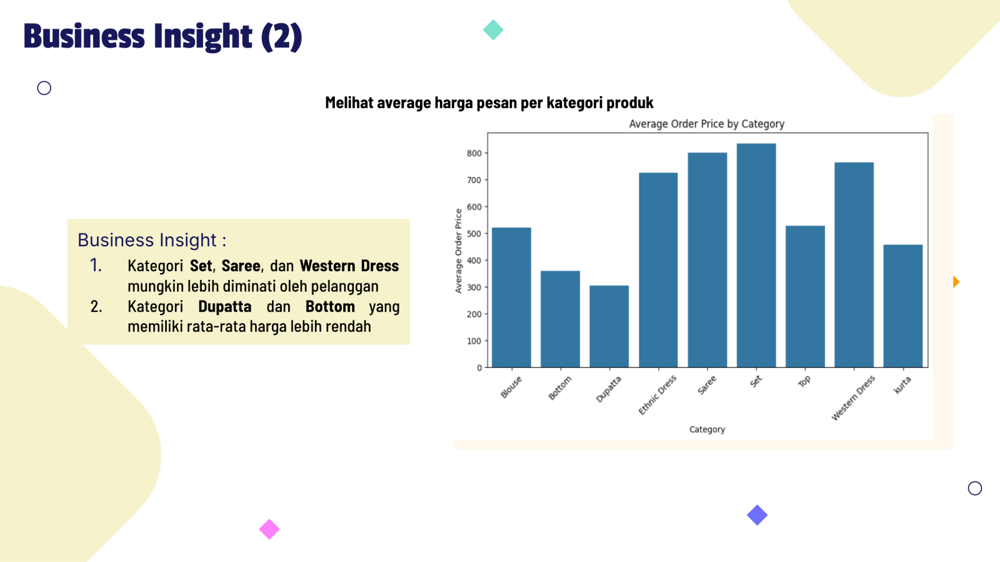 Business Insight (2)
Melihat average harga pesan per kategori produk
Business Insight :
1. Kategori Set, Saree, dan Western Dress
mungkin lebih diminati oleh pelanggan
2. Kategori Dupatta dan Bottom yang
memiliki rata-rata harga lebih rendah
Average Order Price by Category
Average Order Price
800
700
600
500
400
300
200
100
0
Blouse
Bottom
Dupatta
Ethnic Dress
Saree
Set
Top
Western Dress
kurta
Category